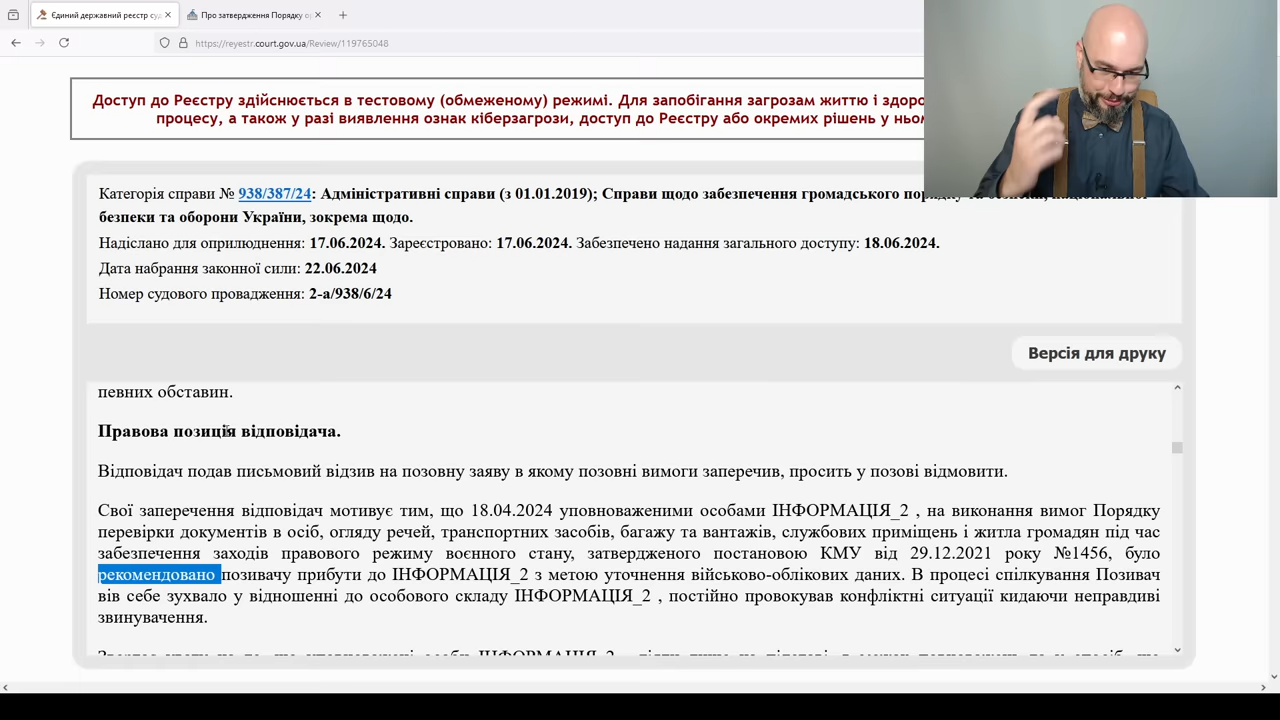 Єдиний державний реєстр су
Про затвердження Порядку о
https://reyestr.court.gov.ua/Review/119765048
Доступ до Реєстру здійснюється в тестовому (обмеженому) режимі. Для запобігання загрозам життю і здоро
процесу, а також у разі виявлення ознак кіберзагрози, доступ до Реєстру або окремих рішень у ньом
Категорія справи № 938/387/24: Адміністративні справи (з 01.01.2019); Справи щодо забезпечення громадського
безпеки та оборони України, зокрема щодо.
Надіслано для оприлюднення: 17.06.2024. Зареєстровано: 17.06.2024. Забезпечено надання загального доступу: 18.06.2024.
Дата набрання законної сили: 22.06.2024
Номер судового провадження: 2-а/938/6/24
Версія для друку
певних обставин.
Правова позиція відповідача.
Відповідач подав письмовий відзив на позовну заяву в якому позовні вимоги заперечив, просить у позові відмовити.
Свої заперечення відповідач мотивує тим, що 18.04.2024 уповноваженими особами ІНФОРМАЦІЯ_2 , на виконання вимог Порядку
перевірки документів в осіб, огляду речей, транспортних засобів, багажу та вантажів, службових приміщень і житла громадян під час
забезпечення заходів правового режиму воєнного стану, затвердженого постановою КМУ від 29.12.2021 року №1456, було
рекомендовано позивачу прибути до ІНФОРМАЦІЯ_2 з метою уточнення військово-облікових даних. В процесі спілкування Позивач
вів себе зухвало у відношенні до особового складу ІНФОРМАЦІЯ_2 , постійно провокував конфліктні ситуації кидаючи неправдиві
звинувачення.